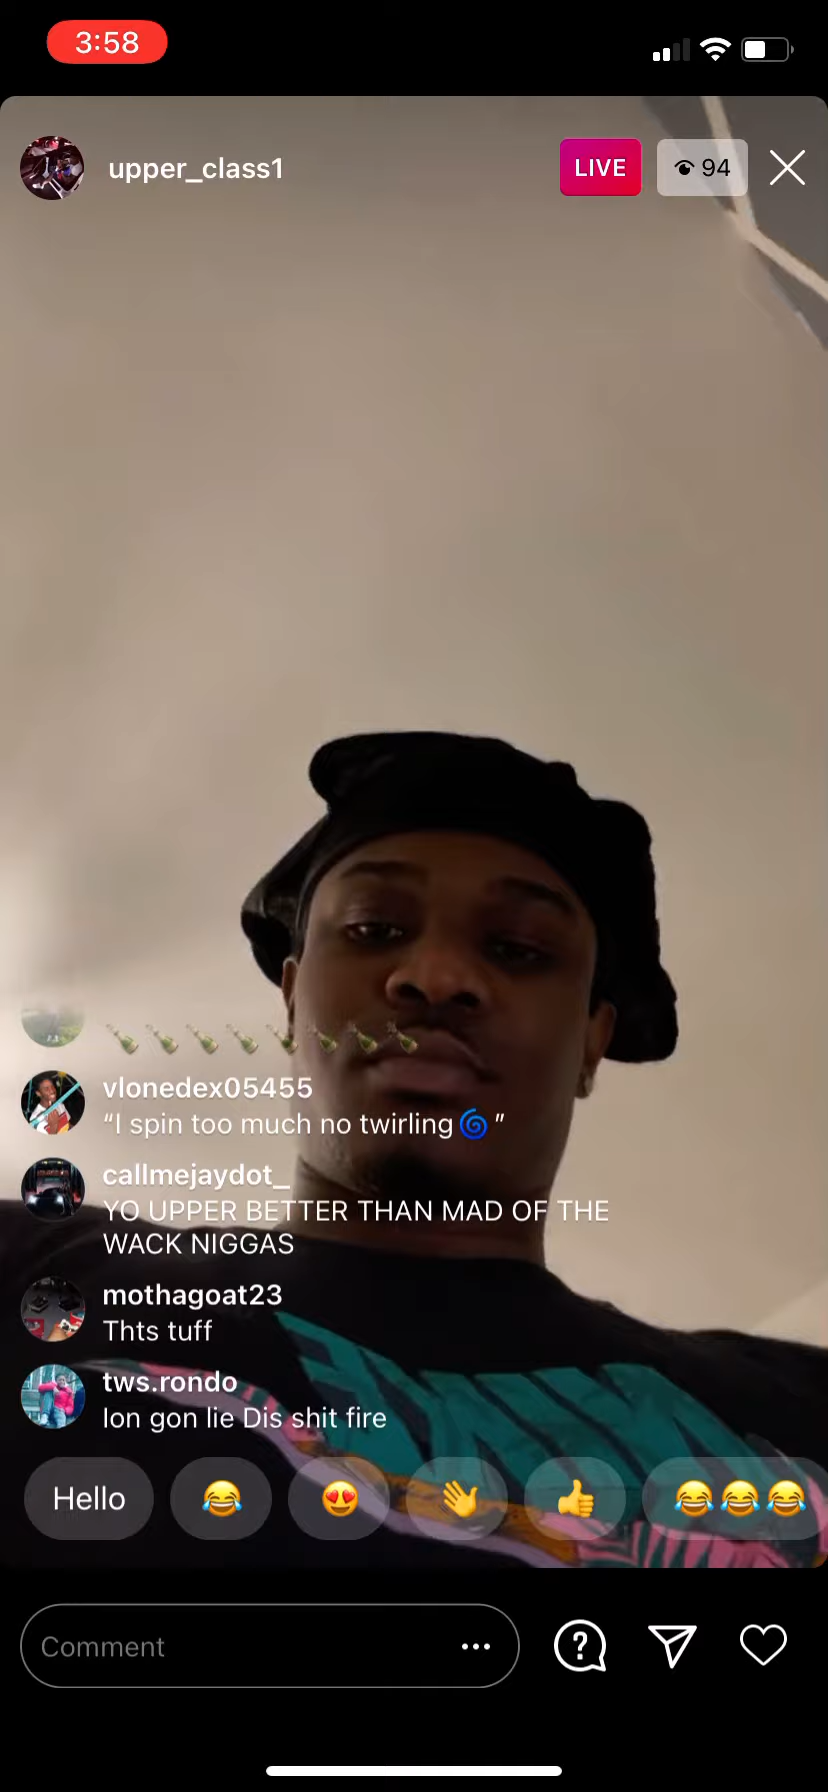 3:58
upper_class1
LIVE
94
🍾🍾🍾🍾🍾🍾🍾🍾
vlonedex05455
“I spin too much no twirling🌀”
callmejaydot_
YO UPPER BETTER THAN MAD OF THE
WACK NIGGAS
mothagoat23
Thts tuff
tws.rondo
Ion gon lie Dis shit fire
Hello 😂 😍 👋 👍 😂😂😂
Comment